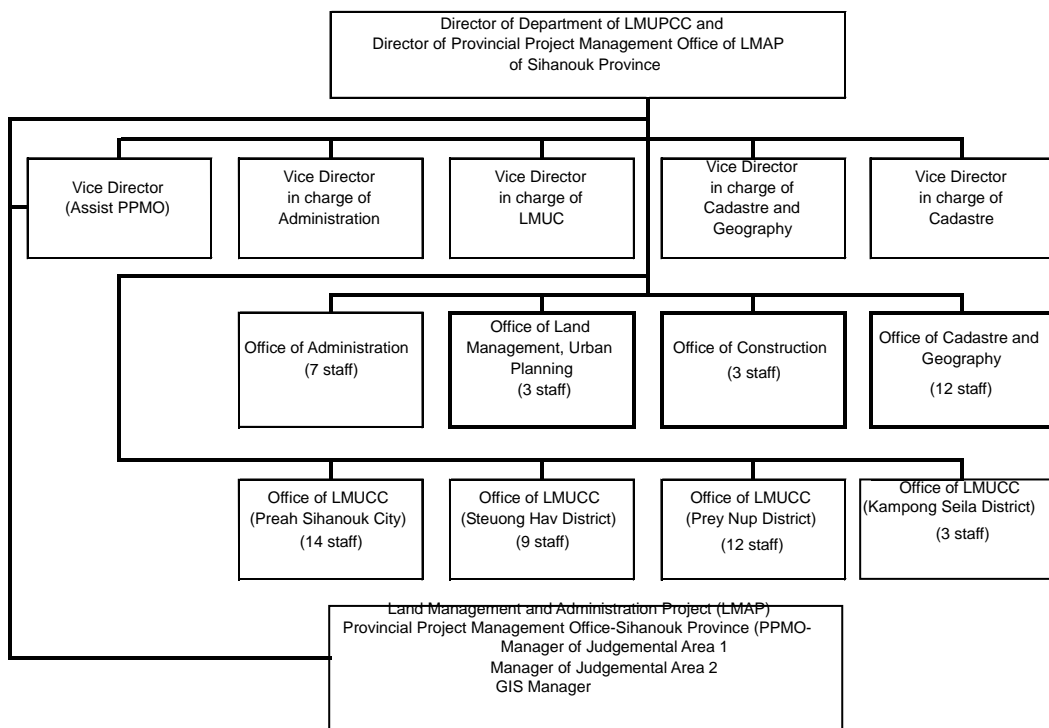 Director of Department of LMUPCC and
Director of Provincial Project Management Office of LMAP
of Sihanouk Province
Vice Director
(Assist PPMO)
Vice Director
in charge of
Administration
Vice Director
in charge of
LMUC
Vice Director
in charge of
Cadastre and
Geography
Vice Director
in charge of
Cadastre
Office of Administration
(7 staff)
Office of Land
Management, Urban
Planning
(3 staff)
Office of Construction
(3 staff)
Office of Cadastre and
Geography
(12 staff)
Office of LMUCC
(Preah Sihanouk City)
(14 staff)
Office of LMUCC
(Steuong Hav District)
(9 staff)
Office of LMUCC
(Prey Nup District)
(12 staff)
Office of LMUCC
(Kampong Seila District)
(3 staff)
Land Management and Administration Project (LMAP)
Provincial Project Management Office-Sihanouk Province (PPMO-
Manager of Judgemental Area 1
Manager of Judgemental Area 2
GIS Manager